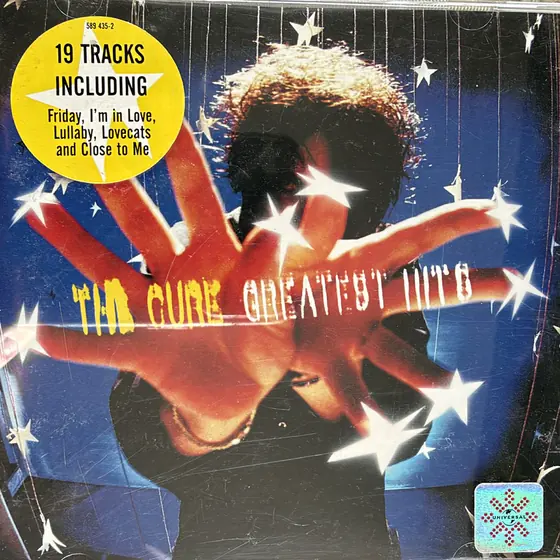 589 435-2
19 TRACKS
INCLUDING
Friday, I'm in Love,
Lullaby, Lovecats
and Close to Me
THE CURE GREATEST HITS
UNIVERSAL